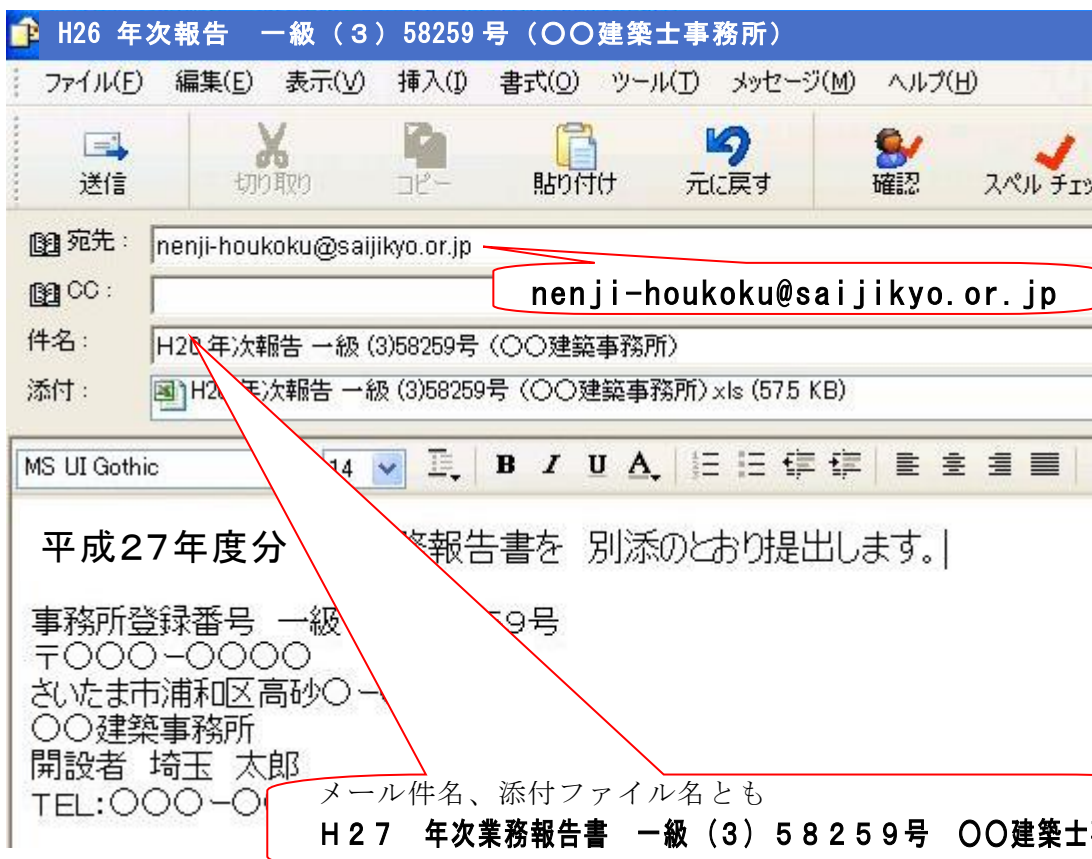 H26 年次報告　一級（３）58259号（〇〇建築士事務所）
ファイル(F) 編集(E) 表示(V) 挿入(I) 書式(O) ツール(T) メッセージ(M) ヘルプ(H)
送信 切り取り コピー 貼り付け 元に戻す 確認 スペル チェッ
宛先： nenji-houkoku@saijikyo.or.jp
nenji-houkoku@saijikyo.or.jp
CC：
件名： H26 年次報告 一級 (3)58259号（〇〇建築事務所）
添付： H26 年次報告 一級 (3)58259号（〇〇建築事務所）.xls (57.5 KB)
MS UI Gothic 14 B I U A
平成２７年度分 報告書を 別添のとおり提出します。
事務所登録番号 一級 ９号
〒〇〇〇－〇〇〇〇
さいたま市浦和区高砂〇－
〇〇建築事務所
開設者 埼玉 太郎
TEL:〇〇〇－〇
メール件名、添付ファイル名とも
Ｈ２７　年次業務報告書　一級（３）５８２５９号　〇〇建築士